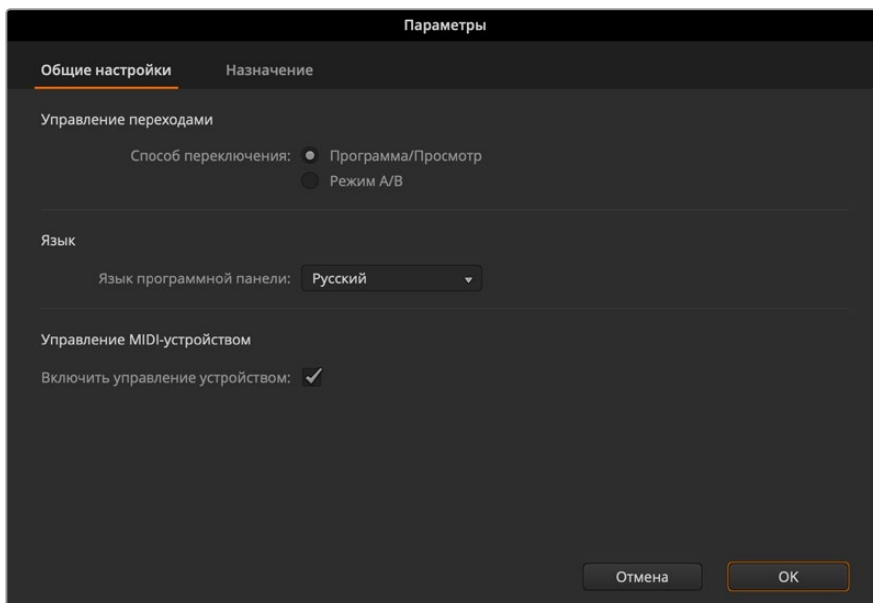 Параметры
Общие настройки Назначение
Управление переходами
Способ переключения: Программа/Просмотр
Режим A/B
Язык
Язык программной панели: Русский
Управление MIDI-устройством
Включить управление устройством:
Отмена OK